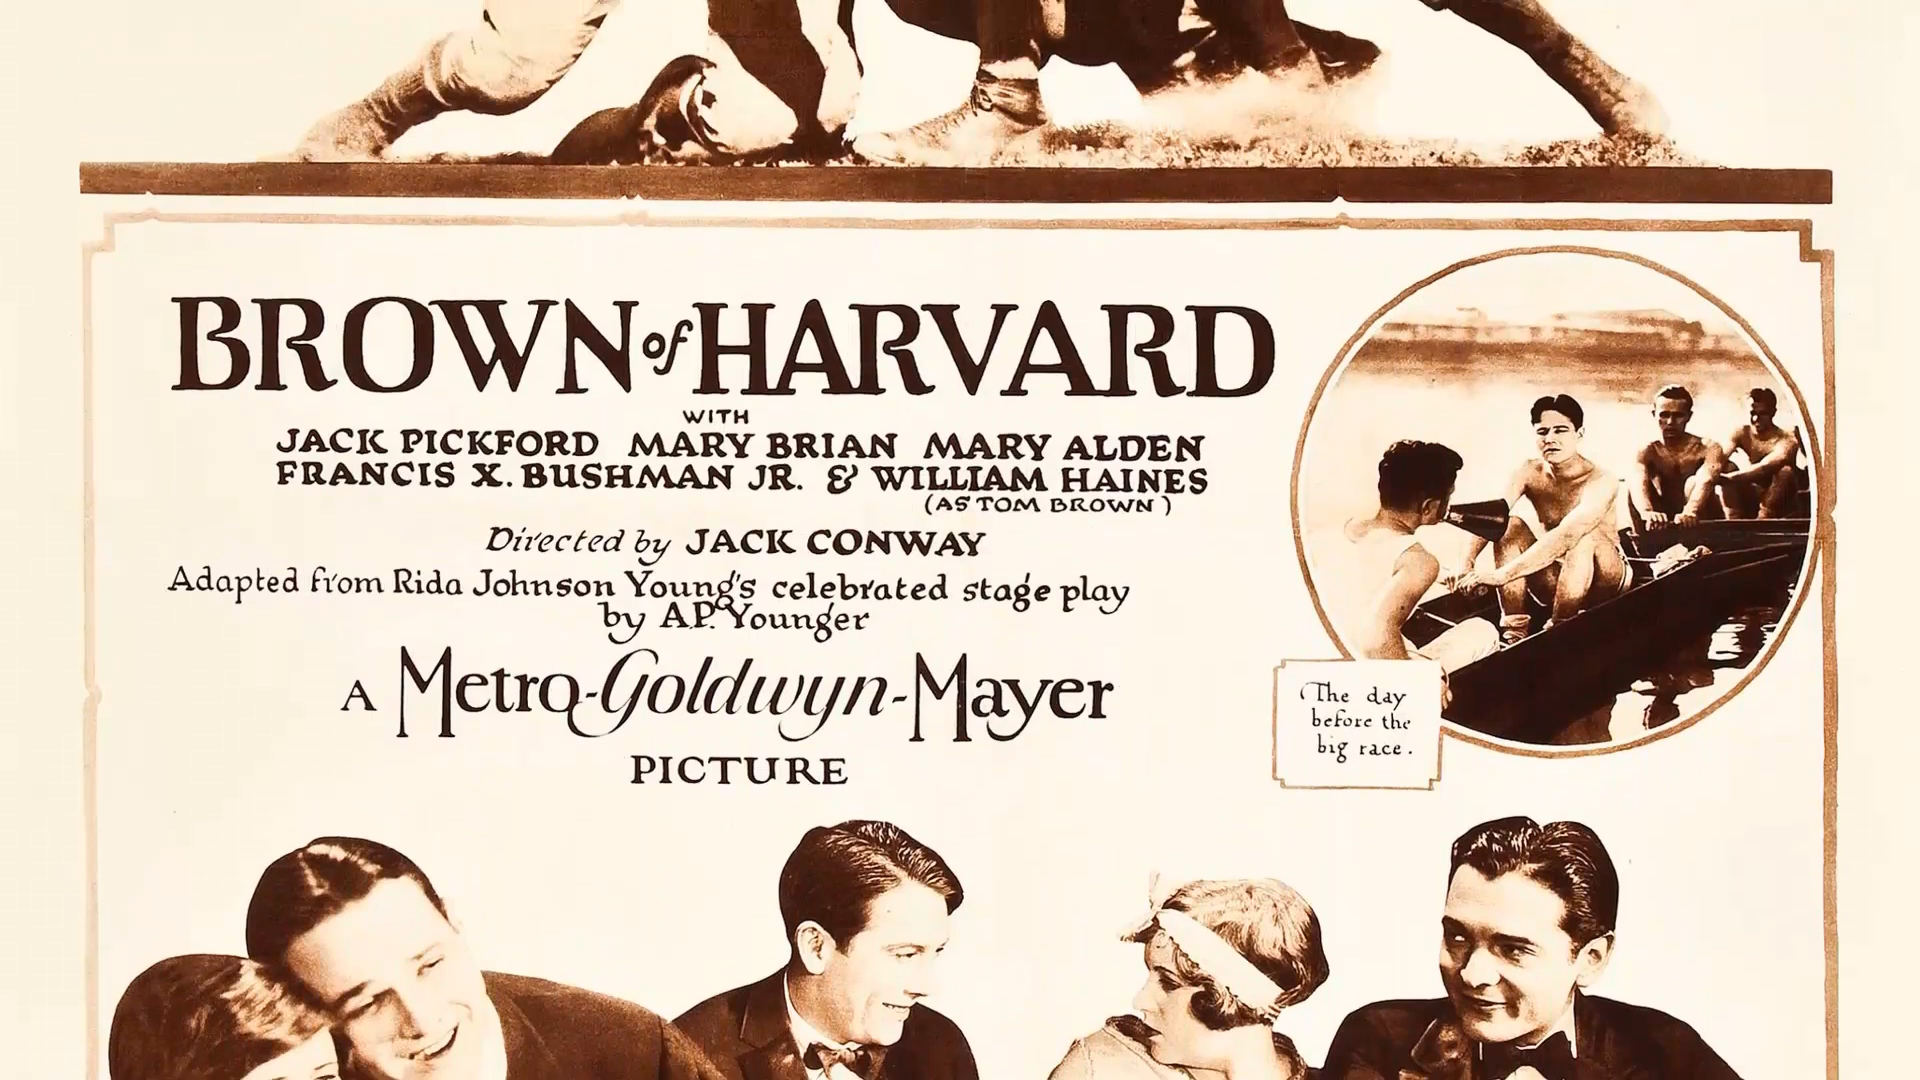 BROWN of HARVARD
WITH
JACK PICKFORD MARY BRIAN MARY ALDEN
FRANCIS X. BUSHMAN JR. & WILLIAM HAINES
(AS TOM BROWN)
Directed by JACK CONWAY
Adapted from Rida Johnson Young's celebrated stage play
by A.P. Younger
A Metro-Goldwyn-Mayer
PICTURE
The day
before the
big race.